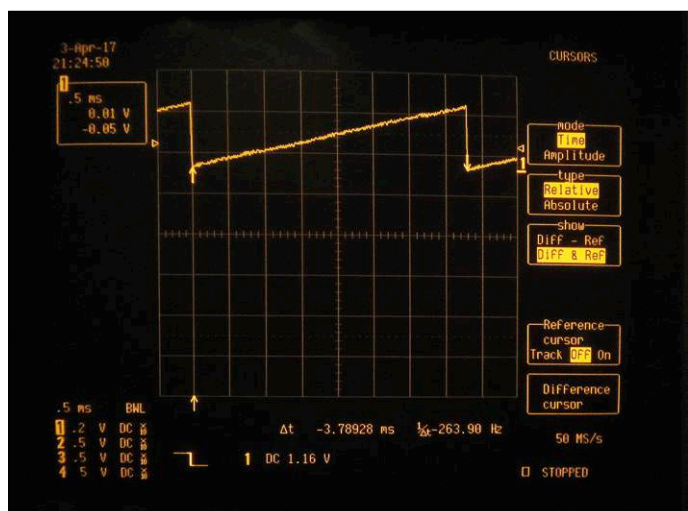 3-Apr-17
21:24:50
CURSORS
1
.5 ms
0.01 V
-0.05 V
mode
Time
Amplitude
1
type
Relative
Absolute
show
Diff - Ref
Diff & Ref
Reference
cursor
Track Off On
Difference
cursor
.5 ms BWL
1 .2 V DC
2 .5 V DC
3 .5 V DC
4 5 V DC
Δt -3.78928 ms 1/Δt -263.90 Hz
1 DC 1.16 V
50 MS/s
STOPPED